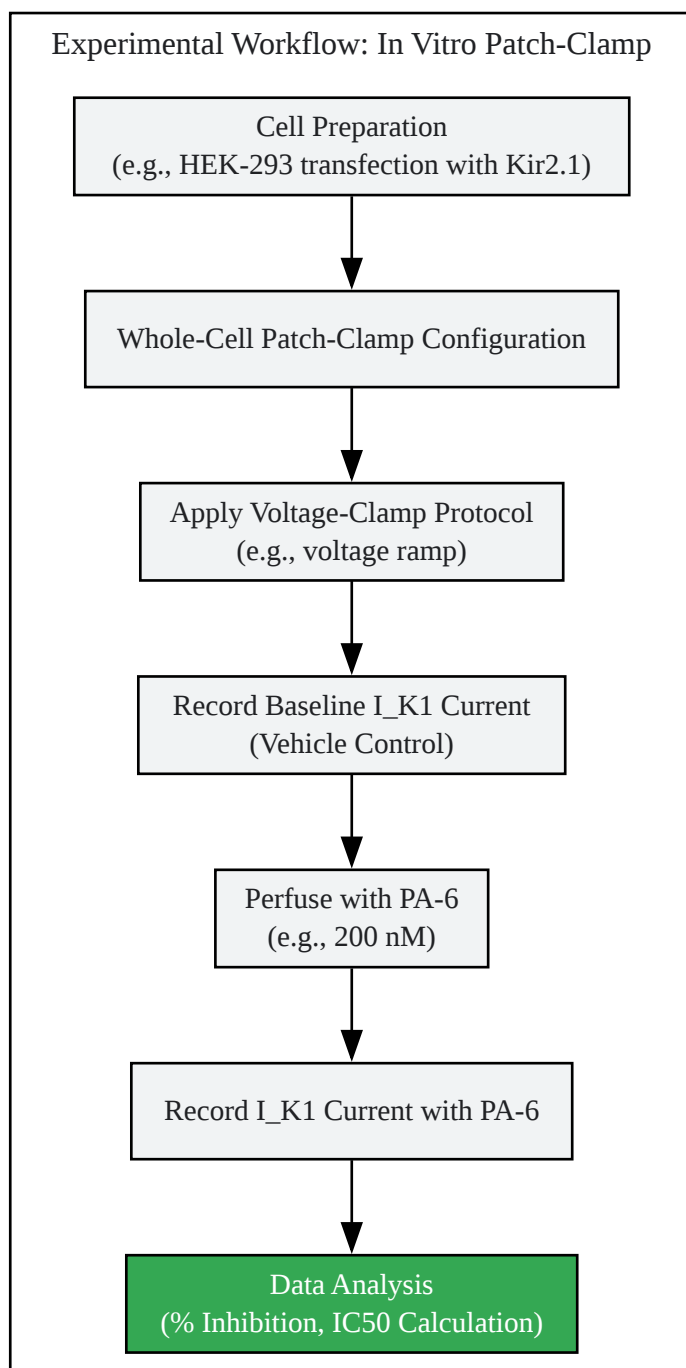 Experimental Workflow: In Vitro Patch-Clamp
Cell Preparation
(e.g., HEK-293 transfection with Kir2.1)
Whole-Cell Patch-Clamp Configuration
Apply Voltage-Clamp Protocol
(e.g., voltage ramp)
Record Baseline I_K1 Current
(Vehicle Control)
Perfuse with PA-6
(e.g., 200 nM)
Record I_K1 Current with PA-6
Data Analysis
(% Inhibition, IC50 Calculation)